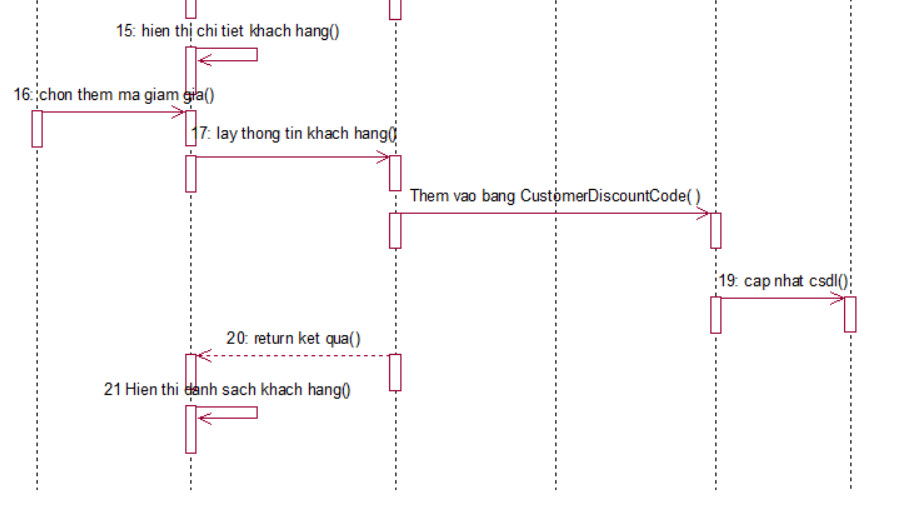 15: hien thi chi tiet khach hang()
16: chon them ma giam gia()
17: lay thong tin khach hang()
Them vao bang CustomerDiscountCode( )
19: cap nhat csdl()
20: return ket qua()
21 Hien thi danh sach khach hang()